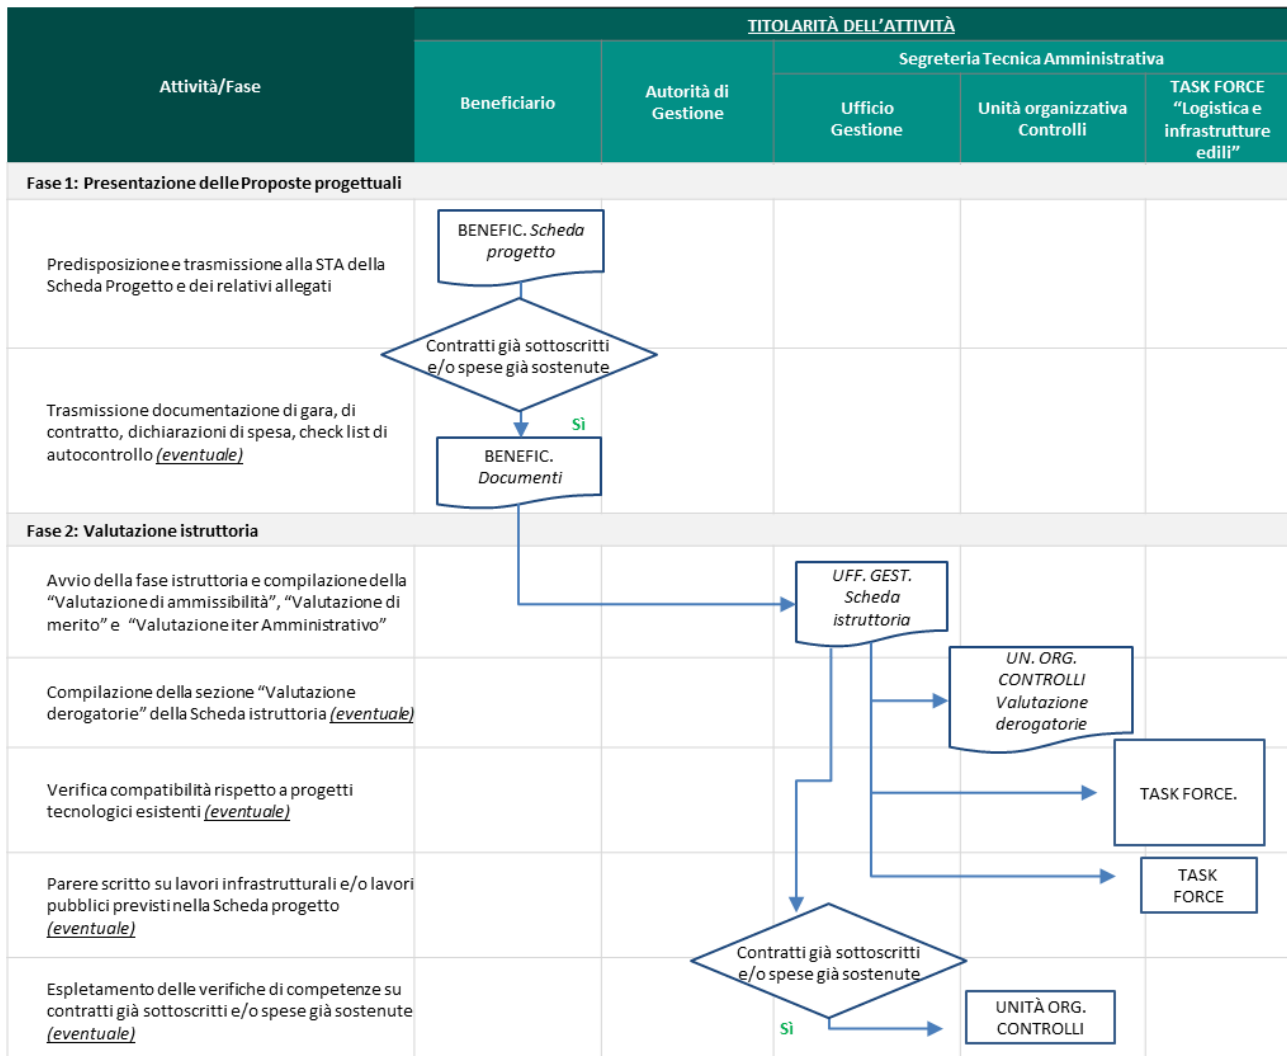 TITOLARITÀ DELL'ATTIVITÀ
Attività/Fase
Beneficiario
Autorità di
Gestione
Segreteria Tecnica Amministrativa
Ufficio
Gestione
Unità organizzativa
Controlli
TASK FORCE
“Logistica e
infrastrutture
edili”
Fase 1: Presentazione delle Proposte progettuali
Predisposizione e trasmissione alla STA della
Scheda Progetto e dei relativi allegati
BENEFIC. Scheda
progetto
Contratti già sottoscritti
e/o spese già sostenute
Trasmissione documentazione di gara, di
contratto, dichiarazioni di spesa, check list di
autocontrollo (eventuale)
Sì
BENEFIC.
Documenti
Fase 2: Valutazione istruttoria
Avvio della fase istruttoria e compilazione della
“Valutazione di ammissibilità”, “Valutazione di
merito” e “Valutazione iter Amministrativo”
UFF. GEST.
Scheda
istruttoria
Compilazione della sezione “Valutazione
derogatorie” della Scheda istruttoria (eventuale)
UN. ORG.
CONTROLLI
Valutazione
derogatorie
Verifica compatibilità rispetto a progetti
tecnologici esistenti (eventuale)
TASK FORCE.
Parere scritto su lavori infrastrutturali e/o lavori
pubblici previsti nella Scheda progetto
(eventuale)
TASK
FORCE
Contratti già sottoscritti
e/o spese già sostenute
Espletamento delle verifiche di competenze su
contratti già sottoscritti e/o spese già sostenute
(eventuale)
Sì
UNITÀ ORG.
CONTROLLI